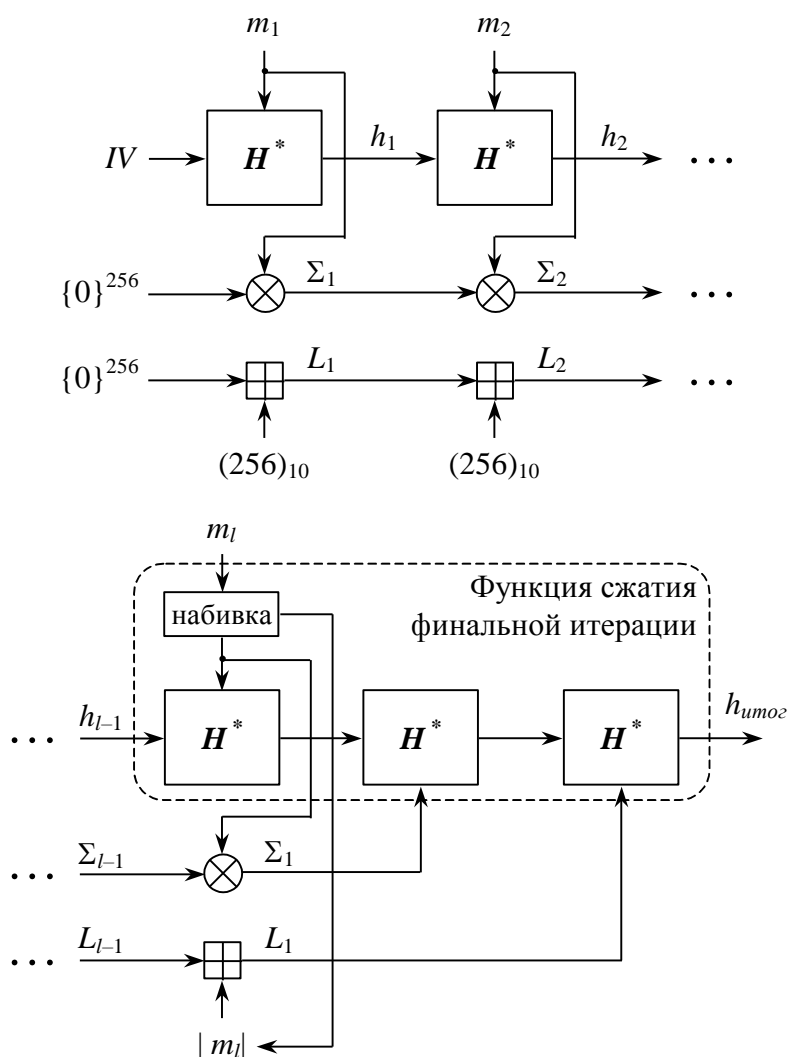 m₁ m₂
IV H* h₁ H* h₂ ...
{0}²⁵⁶ Σ₁ Σ₂ ...
{0}²⁵⁶ L₁ L₂ ...
(256)₁₀ (256)₁₀
mₗ
Функция сжатия
набивка финальной итерации
... hₗ₋₁ H* H* H* hитог
... Σₗ₋₁ Σ₁
... Lₗ₋₁ L₁
| mₗ|